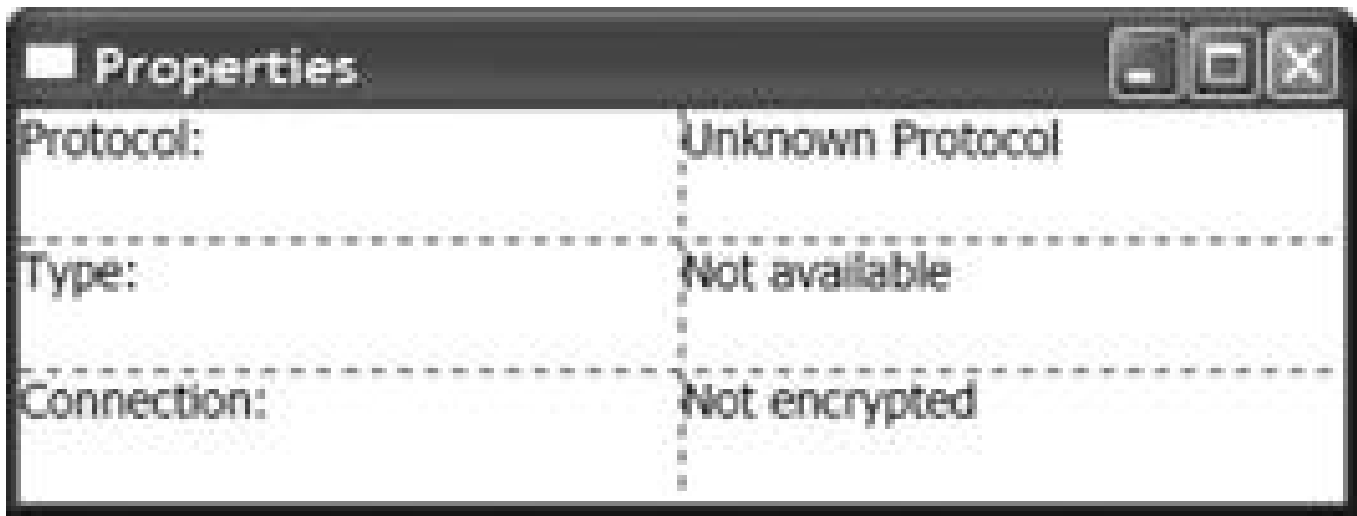 Properties
Protocol: Unknown Protocol
Type: Not available
Connection: Not encrypted